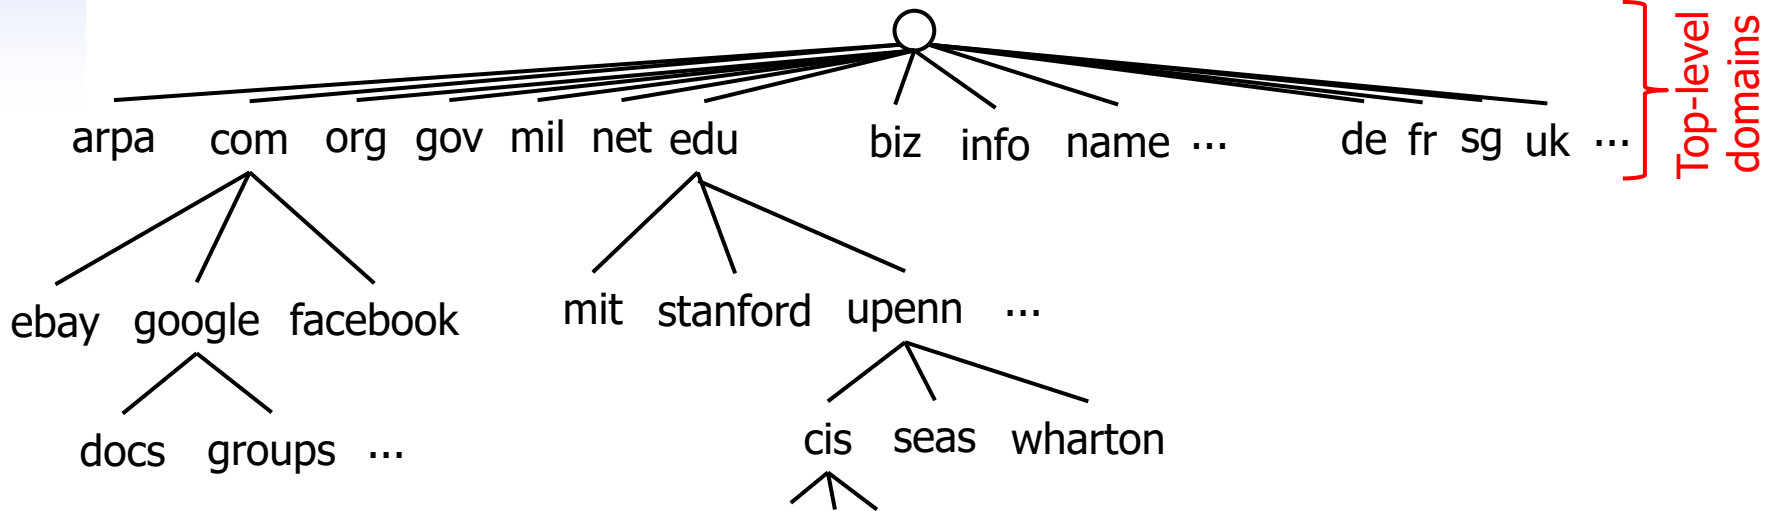 Top-level
domains
arpa com org gov mil net edu biz info name ... de fr sg uk ...
ebay google facebook mit stanford upenn ...
docs groups ... cis seas wharton